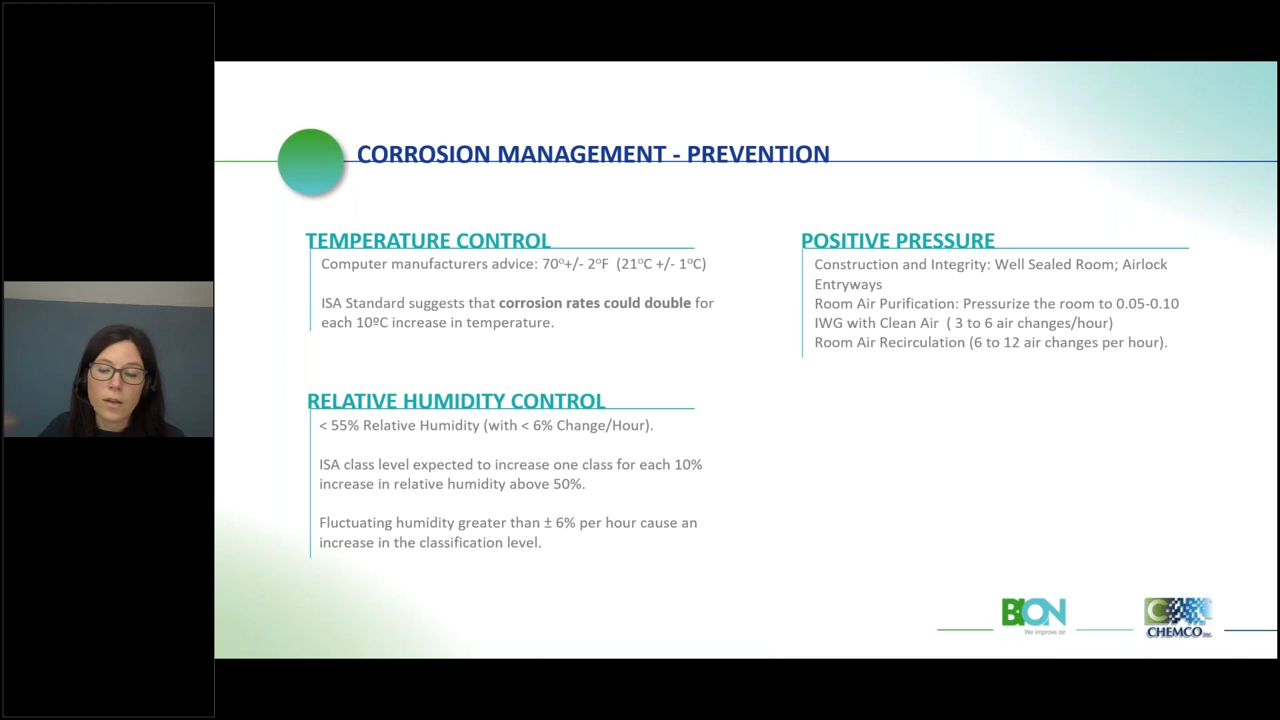 CORROSION MANAGEMENT - PREVENTION
TEMPERATURE CONTROL
Computer manufacturers advice: 70º+/- 2ºF (21ºC +/- 1ºC)
ISA Standard suggests that corrosion rates could double for
each 10ºC increase in temperature.
RELATIVE HUMIDITY CONTROL
< 55% Relative Humidity (with < 6% Change/Hour).
ISA class level expected to increase one class for each 10%
increase in relative humidity above 50%.
Fluctuating humidity greater than ± 6% per hour cause an
increase in the classification level.
POSITIVE PRESSURE
Construction and Integrity: Well Sealed Room; Airlock
Entryways
Room Air Purification: Pressurize the room to 0.05-0.10
IWG with Clean Air ( 3 to 6 air changes/hour)
Room Air Recirculation (6 to 12 air changes per hour).
BION
We improve air
CHEMCO Inc.